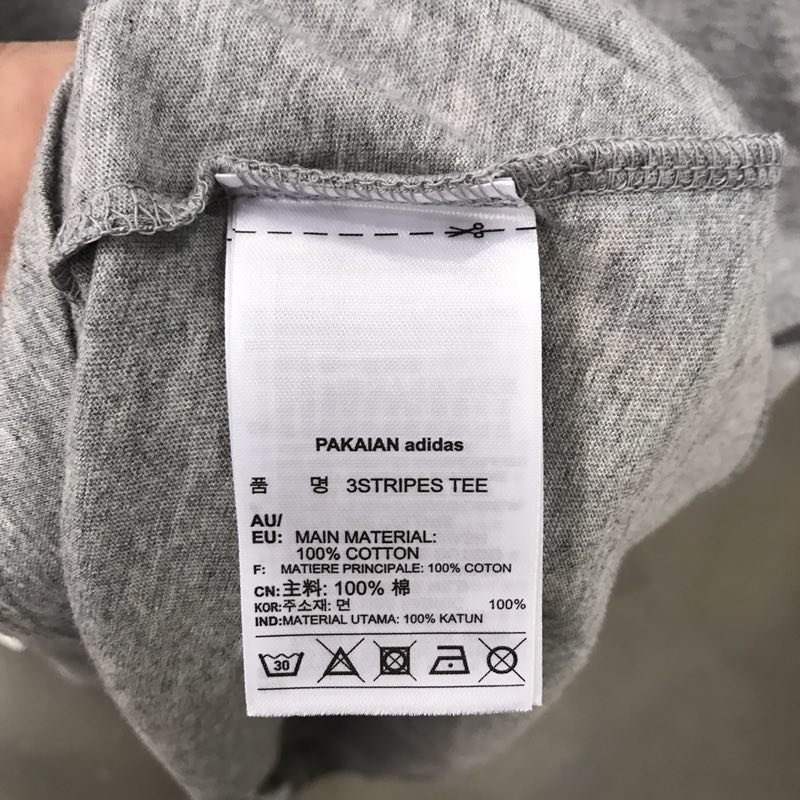 PAKAIAN adidas
품 명 3STRIPES TEE
AU/
EU: MAIN MATERIAL:
100% COTTON
F: MATIERE PRINCIPALE: 100% COTON
CN:主料: 100% 棉
KOR:주소재: 면 100%
IND:MATERIAL UTAMA: 100% KATUN
30